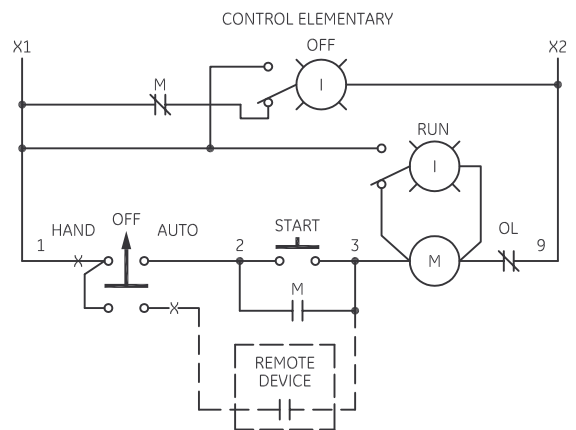 CONTROL ELEMENTARY
X1
OFF
X2
M
I
RUN
I
HAND
OFF
AUTO
START
OL
1
2
3
9
M
X
M
X
REMOTE
DEVICE